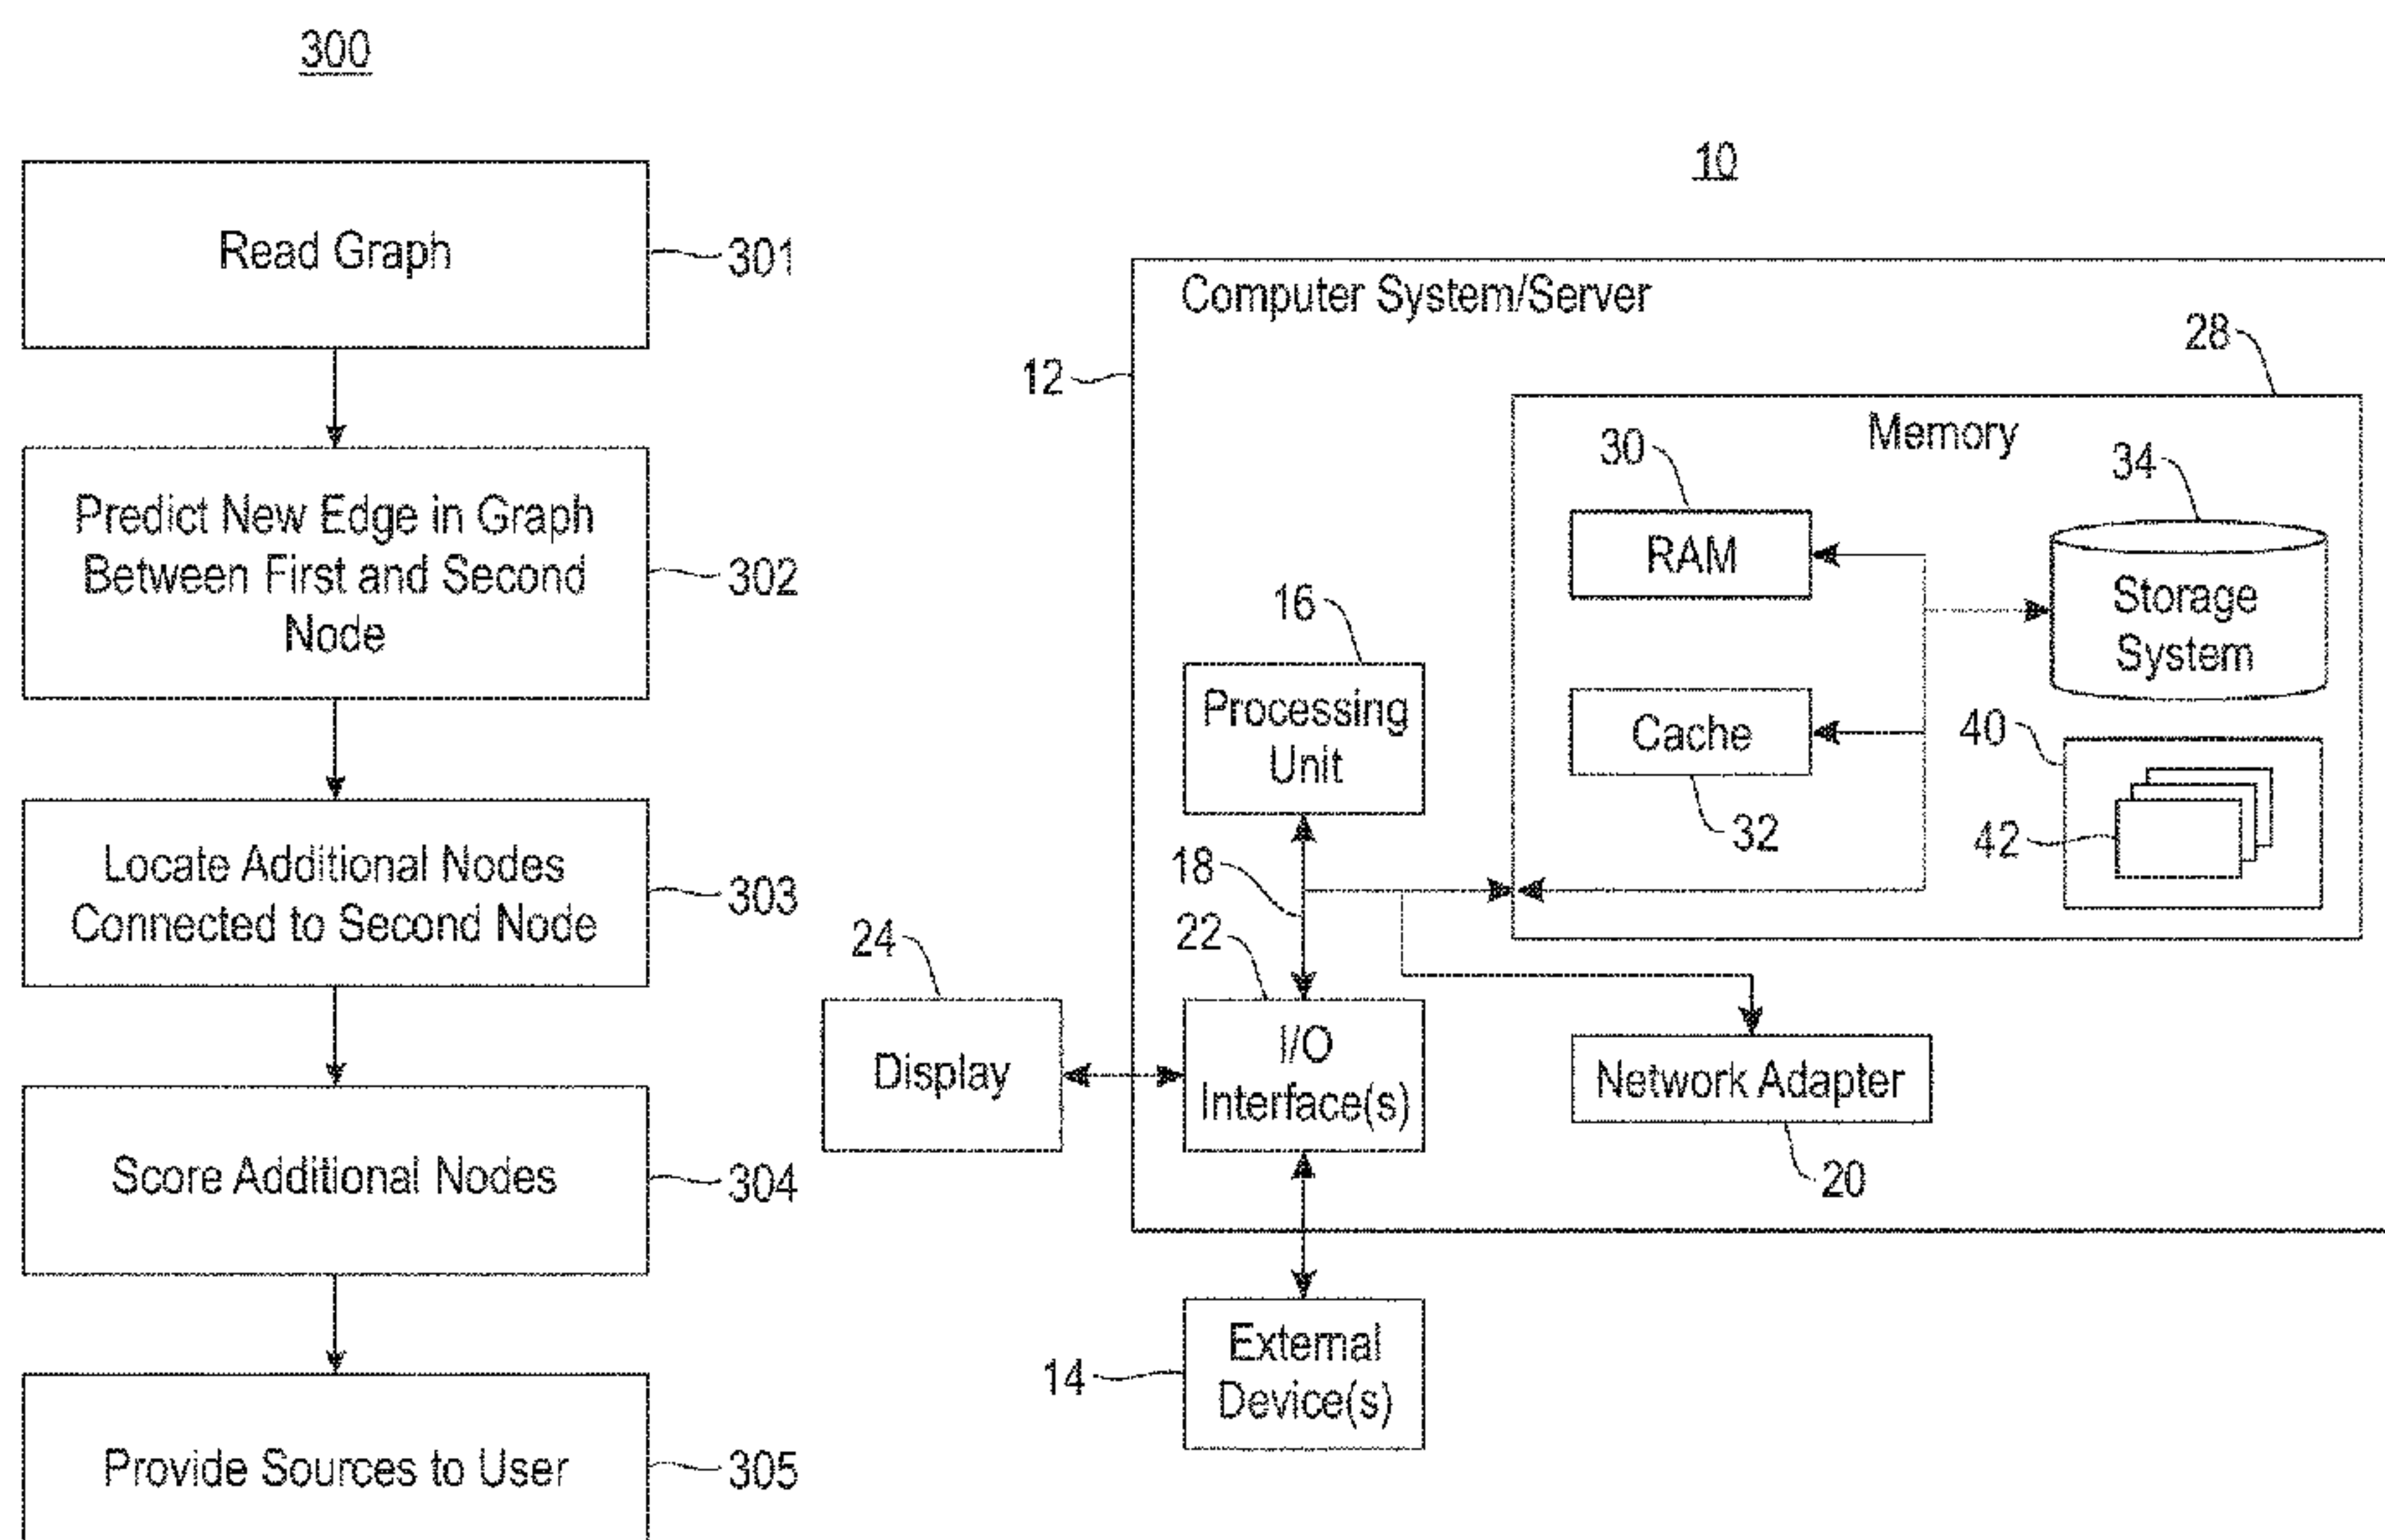 300
Read Graph
301
Predict New Edge in Graph
Between First and Second
Node
302
Locate Additional Nodes
Connected to Second Node
303
Score Additional Nodes
304
Provide Sources to User
305
10
Computer System/Server
12
28
Memory
30
RAM
34
Storage
System
16
Processing
Unit
Cache
32
40
42
18
22
24
Display
I/O
Interface(s)
Network Adapter
20
External
Device(s)
14